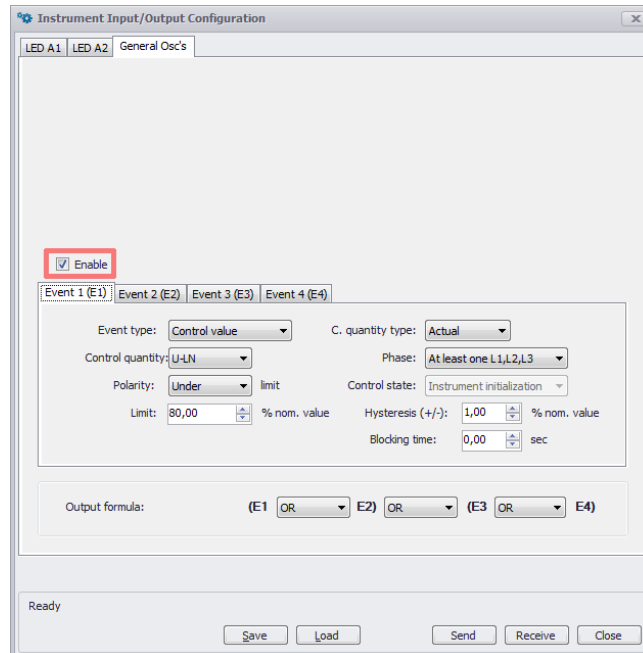 Instrument Input/Output Configuration
LED A1 LED A2 General Osc's
Enable
Event 1 (E1) Event 2 (E2) Event 3 (E3) Event 4 (E4)
Event type: Control value C. quantity type: Actual
Control quantity: U-LN Phase: At least one L1,L2,L3
Polarity: Under limit Control state: Instrument initialization
Limit: 80,00 % nom. value Hysteresis (+/-): 1,00 % nom. value
Blocking time: 0,00 sec
Output formula: (E1 OR E2) OR (E3 OR E4)
Ready
Save Load Send Receive Close